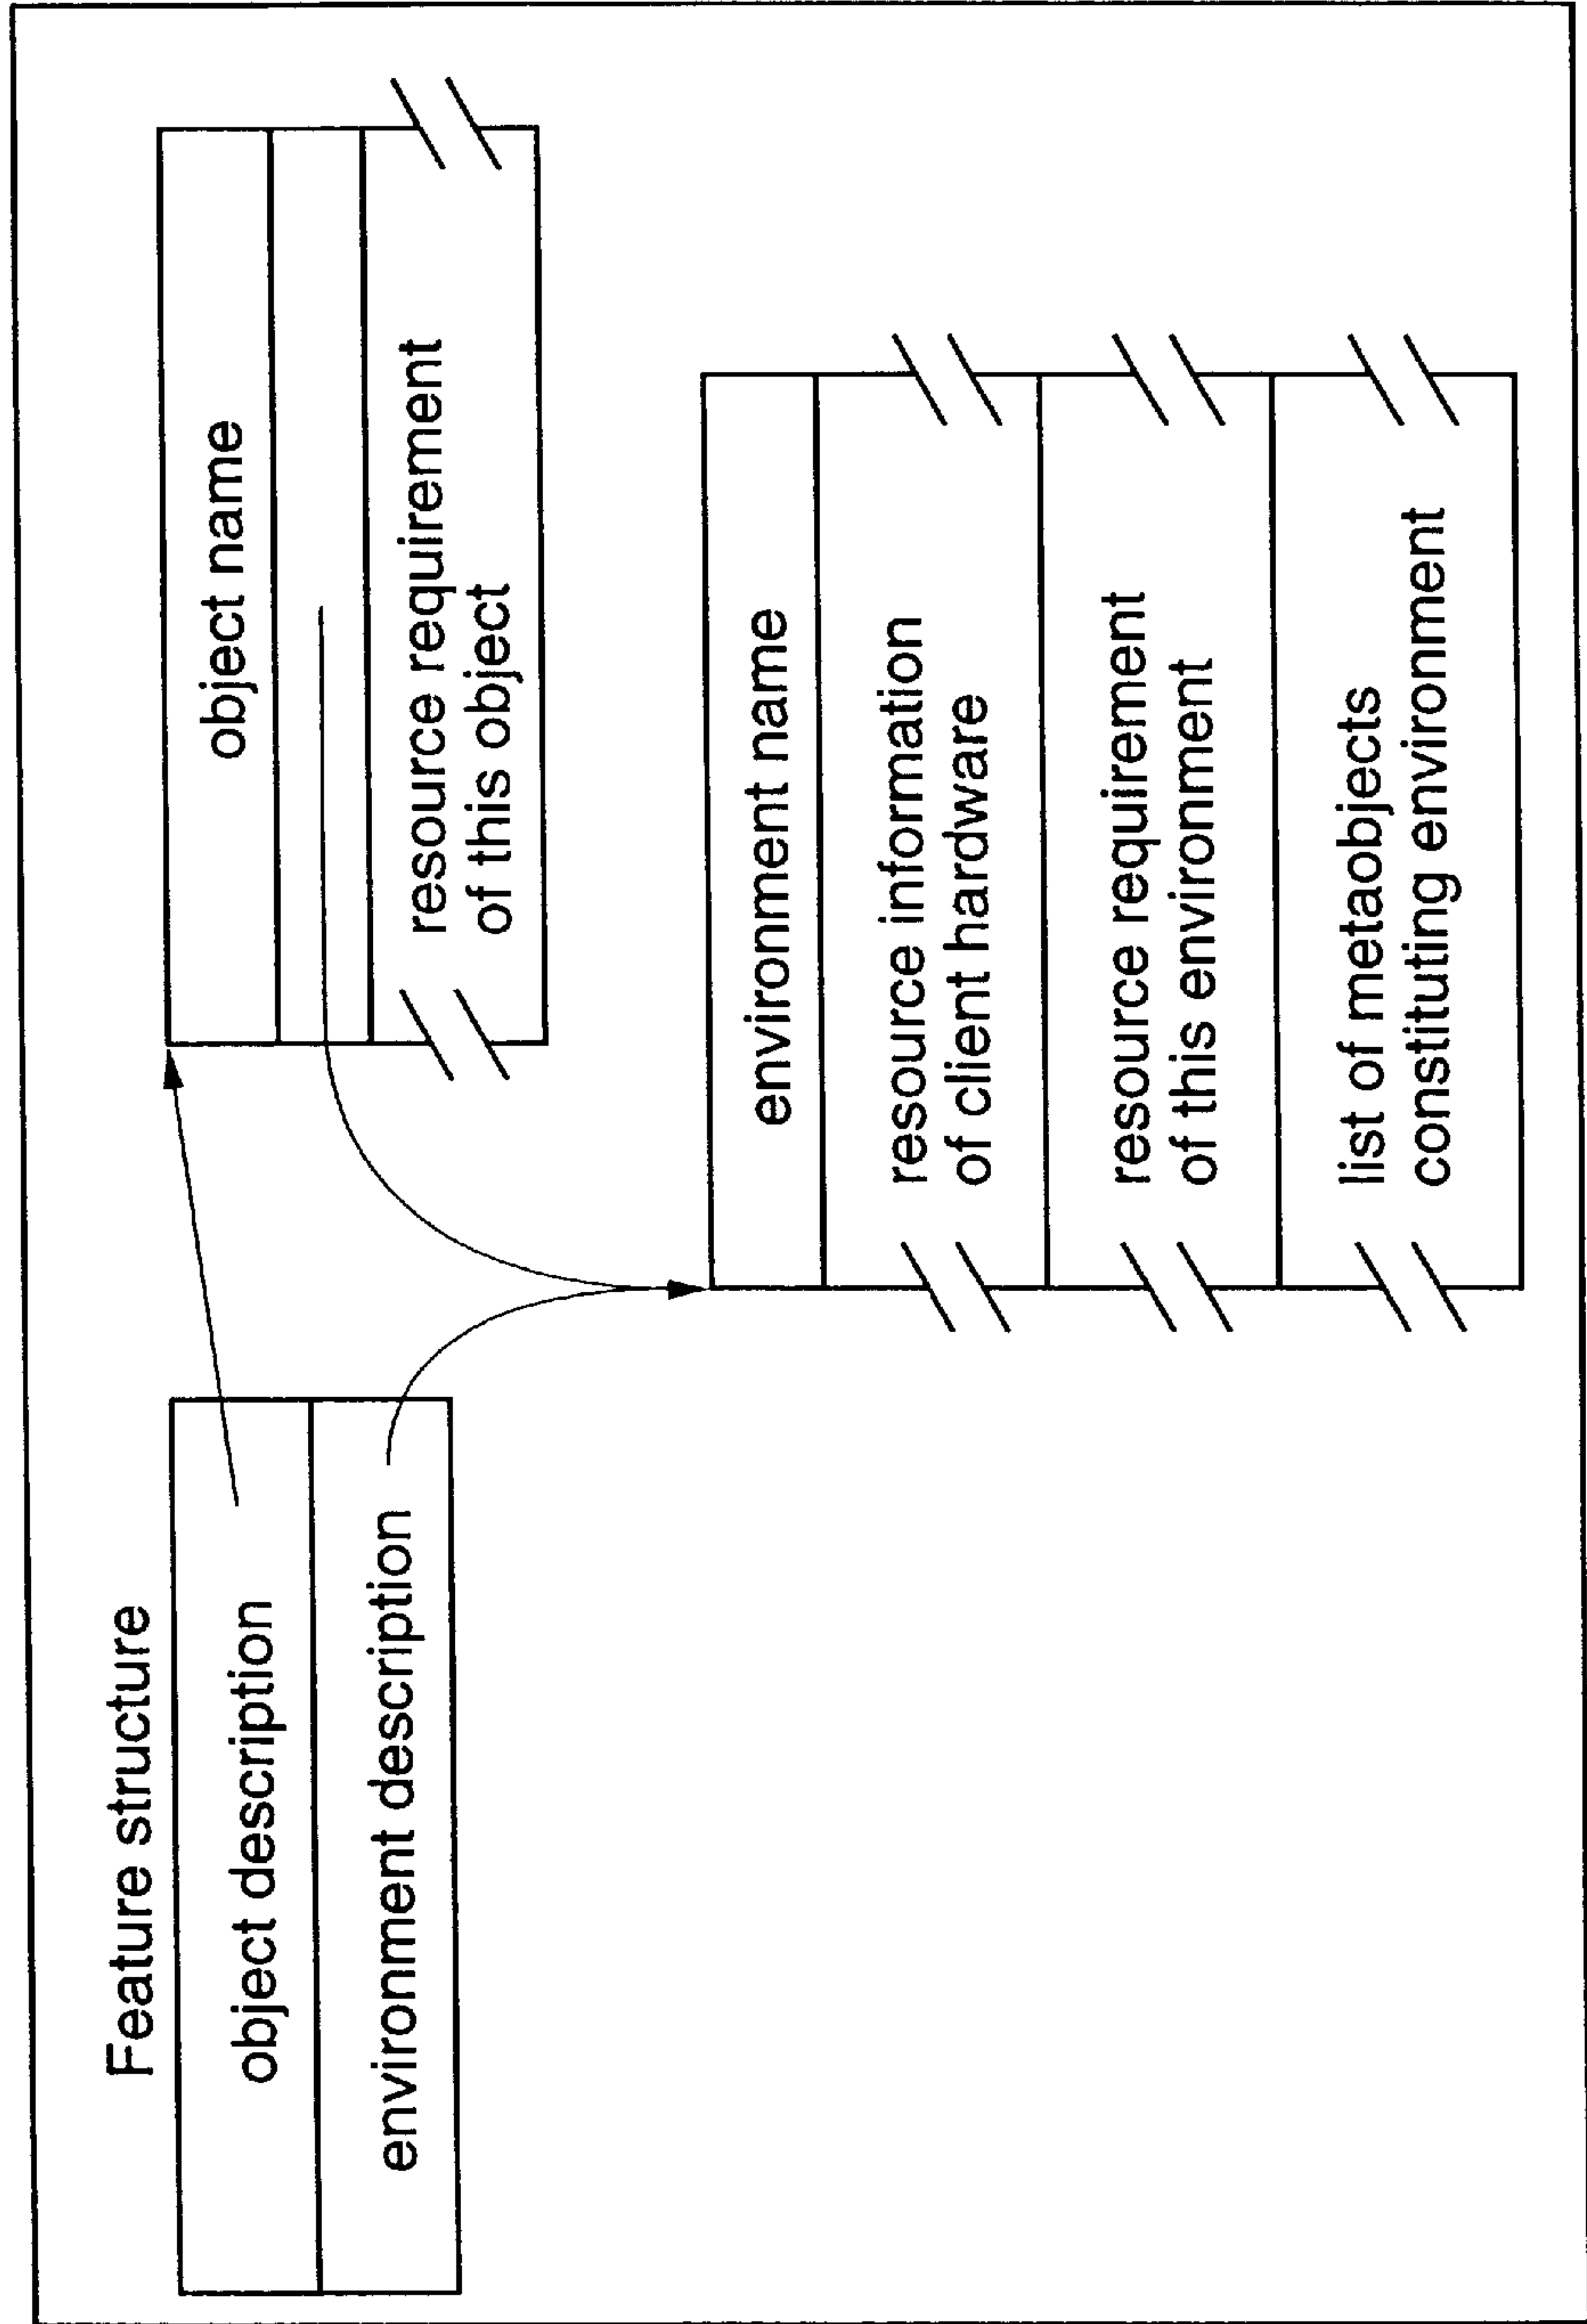 Feature structure
object description
environment description
object name
resource requirement
of this object
environment name
resource information
of client hardware
resource requirement
of this environment
list of metaobjects
constituting environment